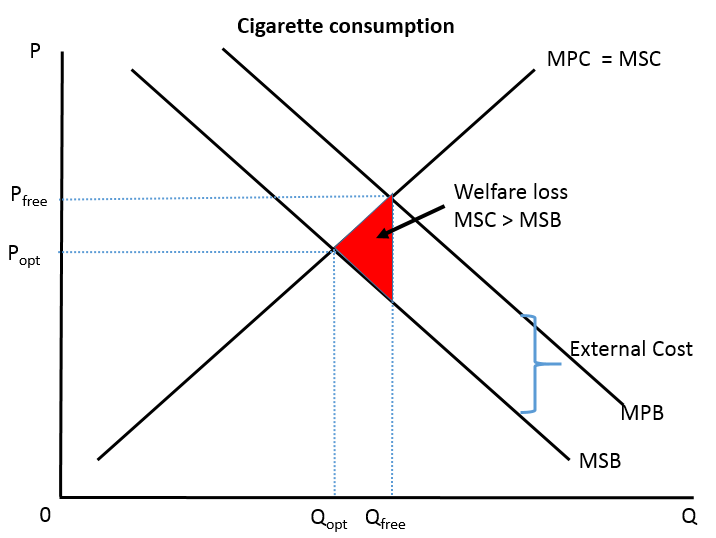 Cigarette consumption
P
MPC = MSC
Pfree
Welfare loss
MSC > MSB
Popt
External Cost
MPB
MSB
0
Qopt
Qfree
Q